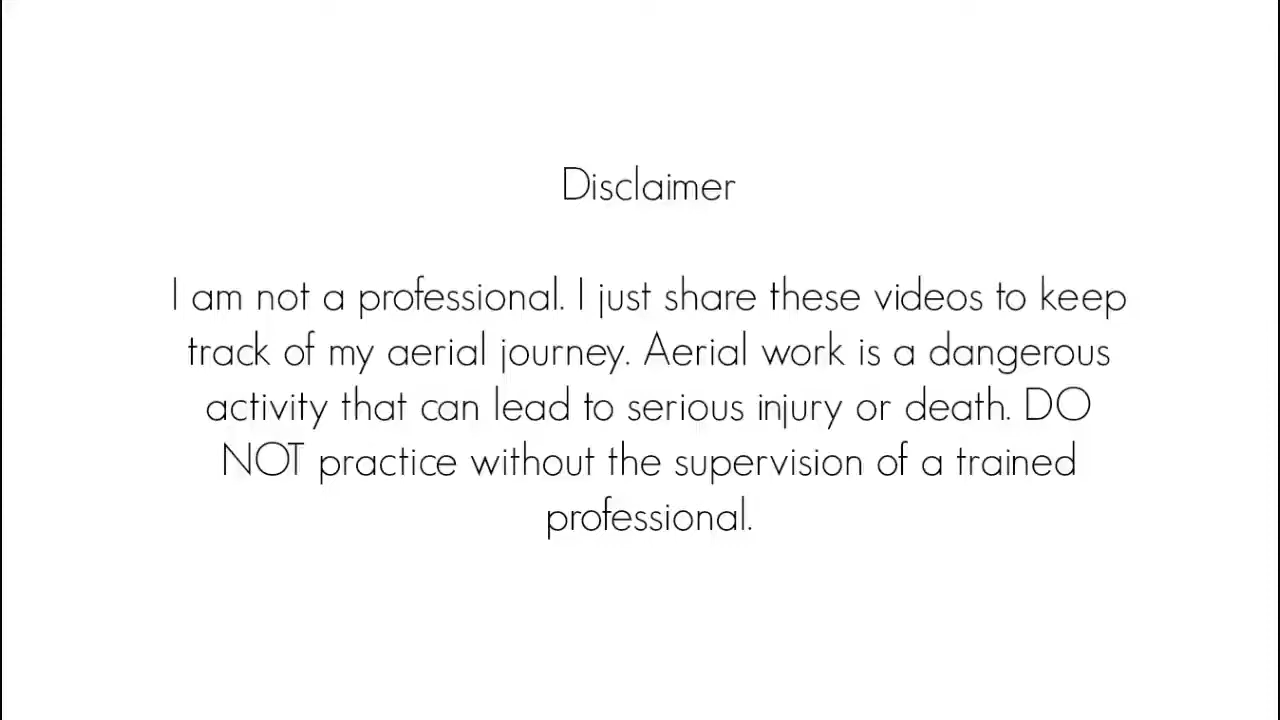 Disclaimer
I am not a professional. I just share these videos to keep
track of my aerial journey. Aerial work is a dangerous
activity that can lead to serious injury or death. DO
NOT practice without the supervision of a trained
professional.